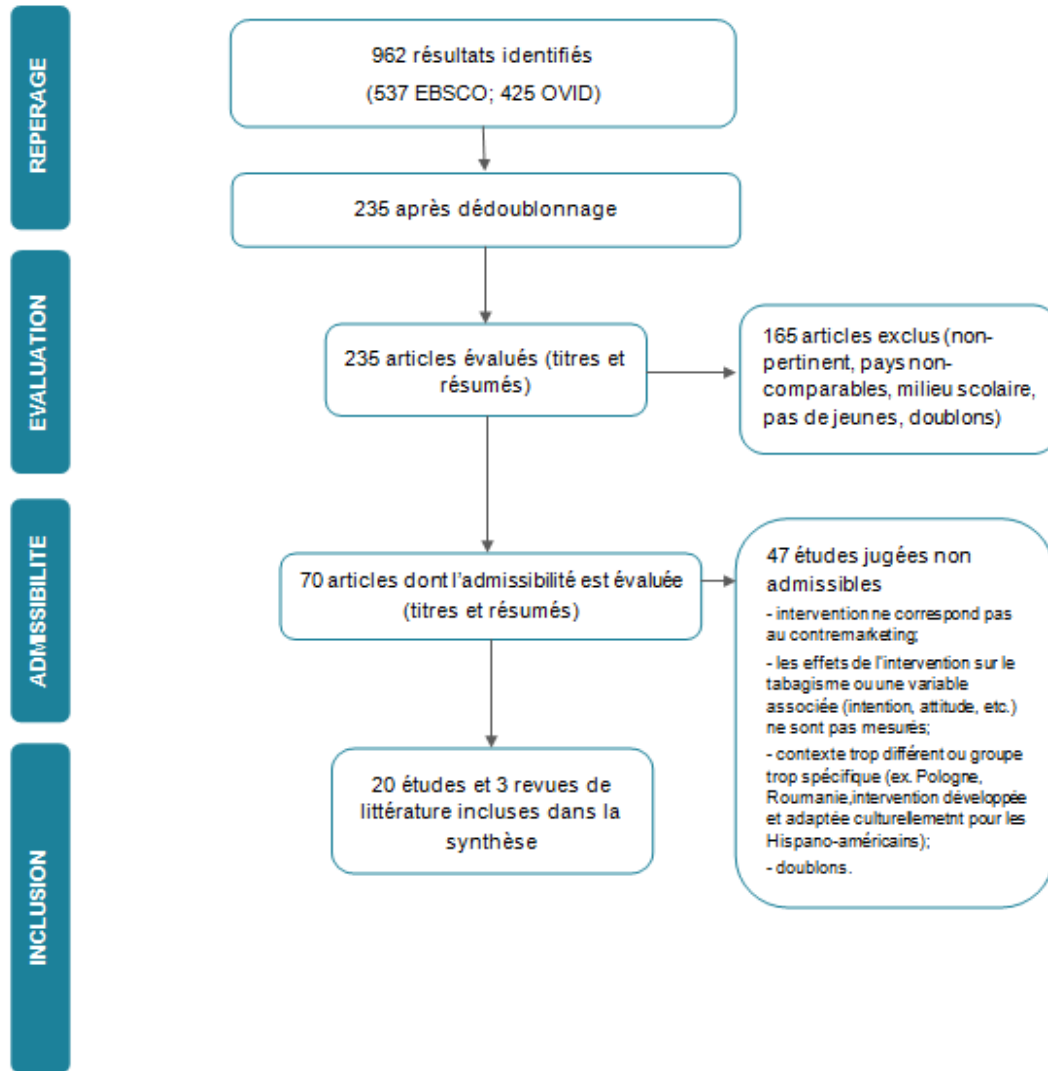 REPERAGE
962 résultats identifiés
(537 EBSCO; 425 OVID)
235 après dédoublonnage
EVALUATION
235 articles évalués (titres et
résumés)
165 articles exclus (non-
pertinent, pays non-
comparables, milieu scolaire,
pas de jeunes, doublons)
ADMISSIBILITE
70 articles dont l'admissibilité est évaluée
(titres et résumés)
47 études jugées non
admissibles
- intervention ne correspond pas
au contremarketing;
- les effets de l'intervention sur le
tabagisme ou une variable
associée (intention, attitude, etc.)
ne sont pas mesurés;
- contexte trop différent ou groupe
trop spécifique (ex. Pologne,
Roumanie,intervention développée
et adaptée culturellemetnt pour les
Hispano-américains);
- doublons.
INCLUSION
20 études et 3 revues de
littérature incluses dans la
synthèse